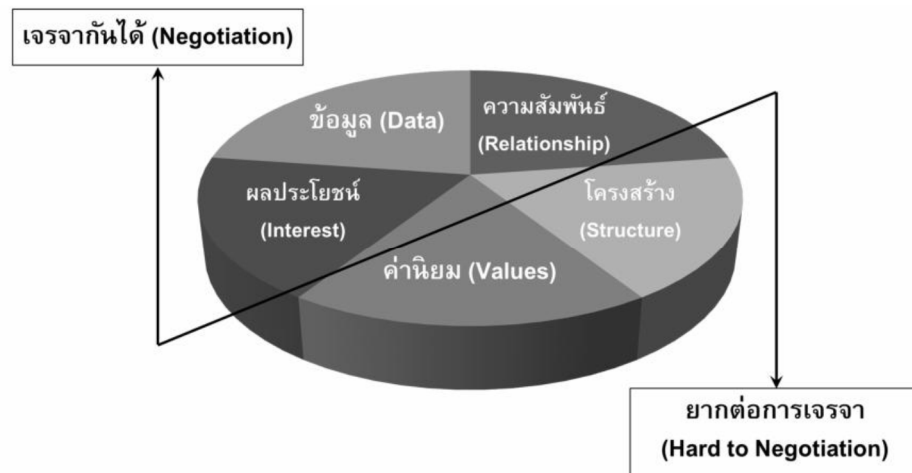 เจรจากันได้ (Negotiation)
ข้อมูล (Data)
ความสัมพันธ์
(Relationship)
ผลประโยชน์
(Interest)
โครงสร้าง
(Structure)
ค่านิยม (Values)
ยากต่อการเจรจา
(Hard to Negotiation)